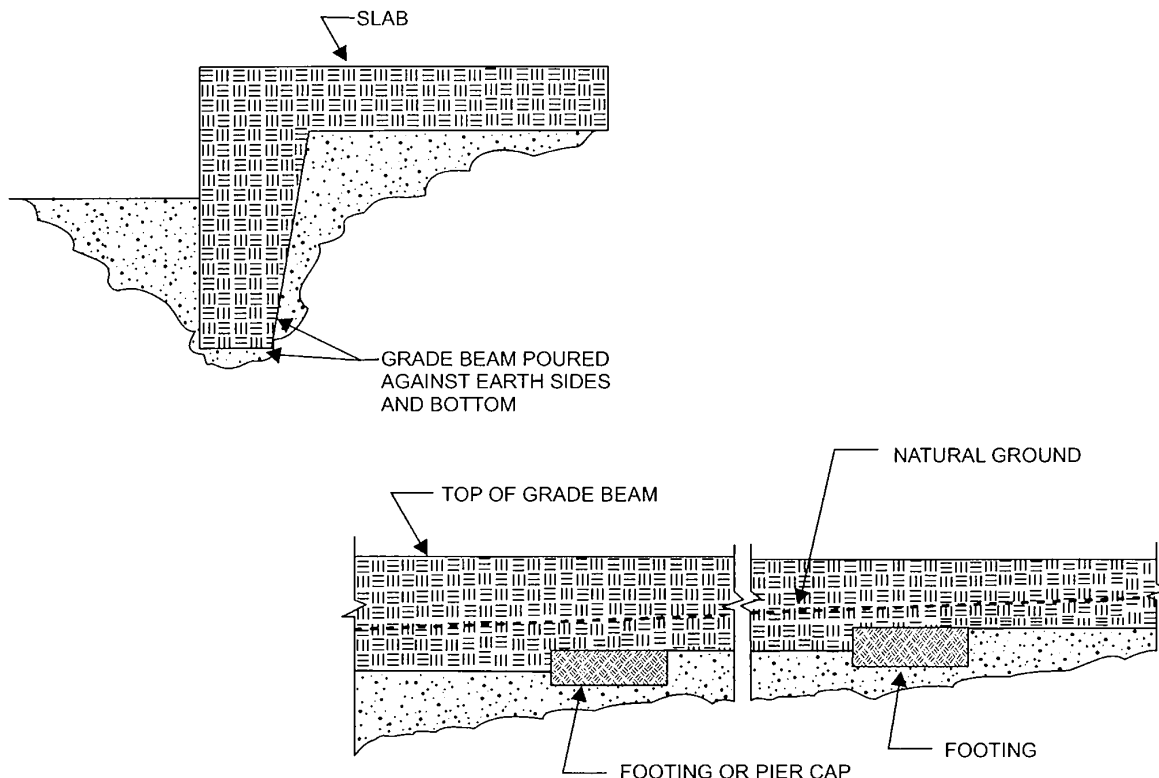 SLAB
GRADE BEAM POURED
AGAINST EARTH SIDES
AND BOTTOM
NATURAL GROUND
TOP OF GRADE BEAM
FOOTING
FOOTING OR PIER CAP